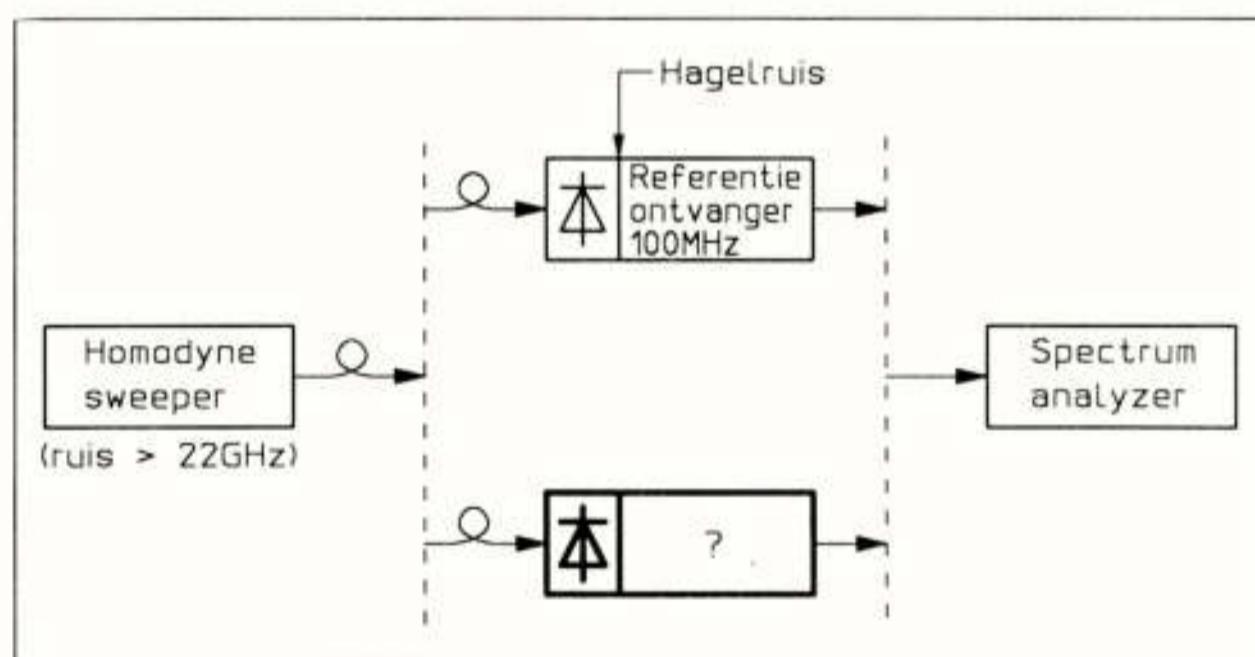 Hagelruis
Referentie
ontvanger
100MHz
Homodyne
sweeper
(ruis > 22GHz)
Spectrum
analyzer
?